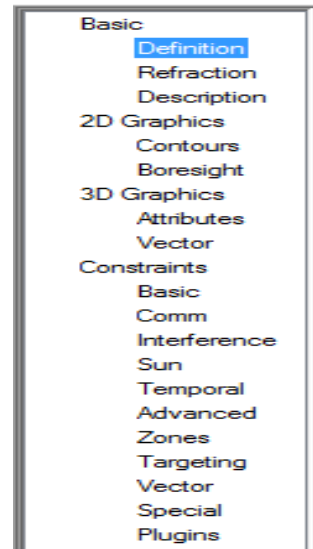 Basic
Definition
Refraction
Description
2D Graphics
Contours
Boresight
3D Graphics
Attributes
Vector
Constraints
Basic
Comm
Interference
Sun
Temporal
Advanced
Zones
Targeting
Vector
Special
Plugins